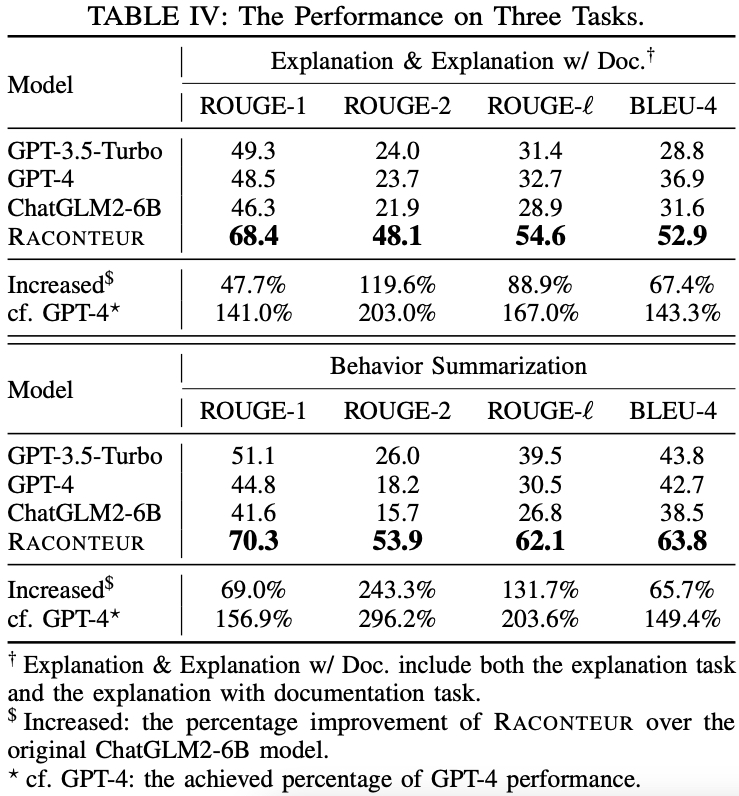 TABLE IV: The Performance on Three Tasks.
Model Explanation & Explanation w/ Doc.†
ROUGE-1 ROUGE-2 ROUGE-ℓ BLEU-4
GPT-3.5-Turbo 49.3 24.0 31.4 28.8
GPT-4 48.5 23.7 32.7 36.9
ChatGLM2-6B 46.3 21.9 28.9 31.6
RACONTEUR 68.4 48.1 54.6 52.9
Increased$ 47.7% 119.6% 88.9% 67.4%
cf. GPT-4⋆ 141.0% 203.0% 167.0% 143.3%
Model Behavior Summarization
ROUGE-1 ROUGE-2 ROUGE-ℓ BLEU-4
GPT-3.5-Turbo 51.1 26.0 39.5 43.8
GPT-4 44.8 18.2 30.5 42.7
ChatGLM2-6B 41.6 15.7 26.8 38.5
RACONTEUR 70.3 53.9 62.1 63.8
Increased$ 69.0% 243.3% 131.7% 65.7%
cf. GPT-4⋆ 156.9% 296.2% 203.6% 149.4%
† Explanation & Explanation w/ Doc. include both the explanation task
and the explanation with documentation task.
$ Increased: the percentage improvement of RACONTEUR over the
original ChatGLM2-6B model.
⋆ cf. GPT-4: the achieved percentage of GPT-4 performance.